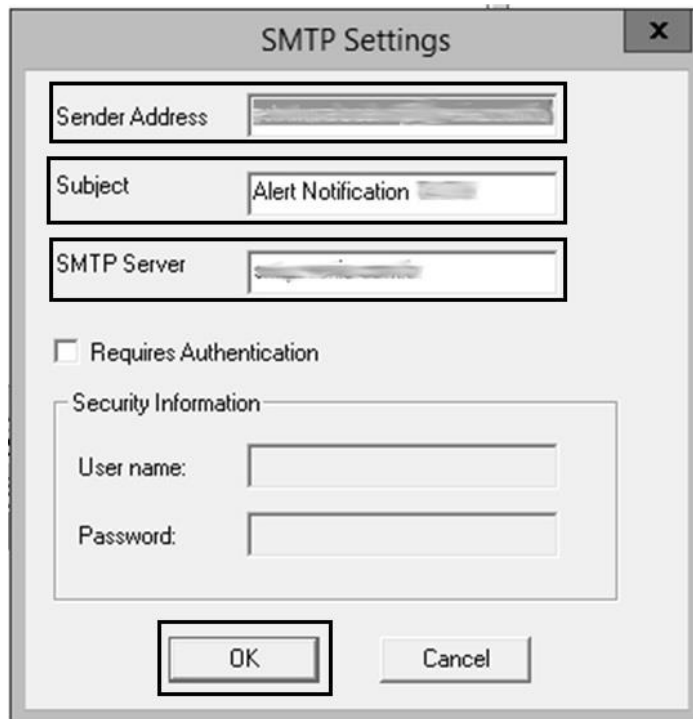 SMTP Settings
x
Sender Address
Subject Alert Notification
SMTP Server
Requires Authentication
Security Information
User name:
Password:
OK Cancel